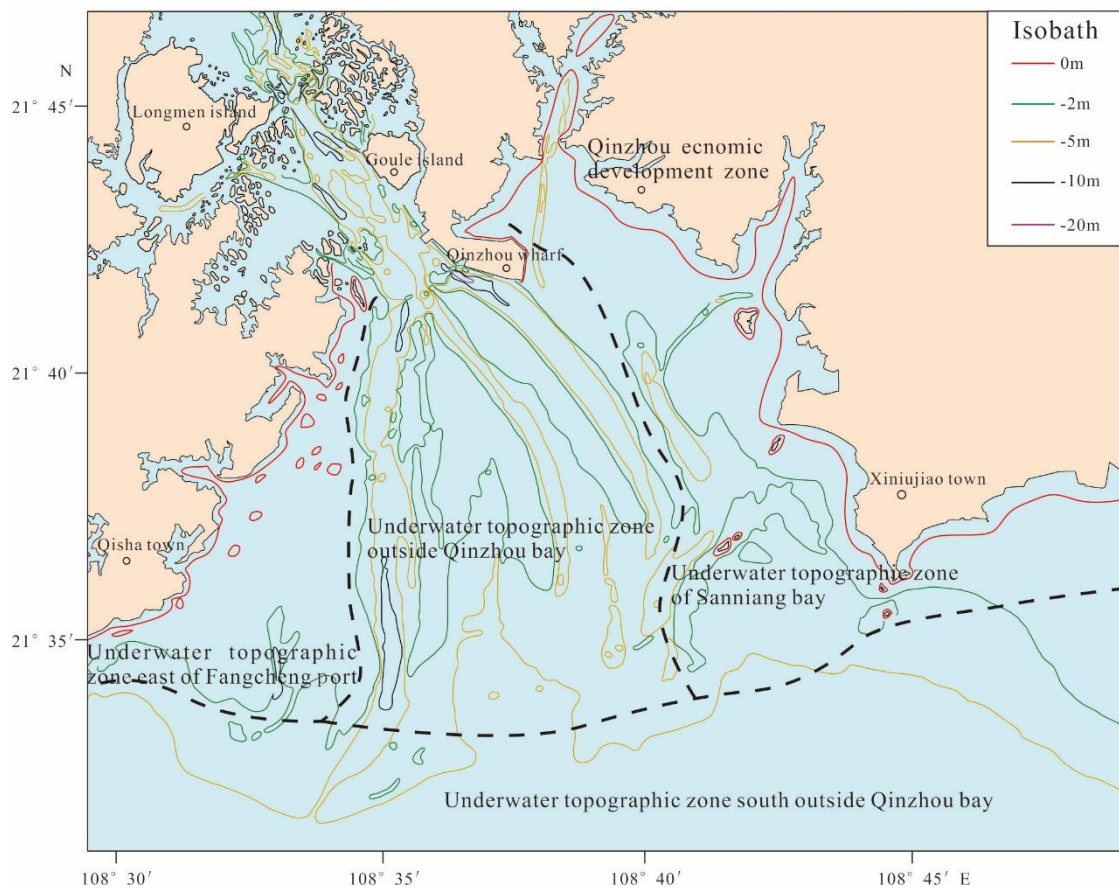 Isobath
0m
-2m
-5m
-10m
-20m
N
21° 45′
21° 40′
21° 35′
Longmen island
Goule island
Qinzhou ecnomic
development zone
Qinzhou wharf
Xiniujiao town
Qisha town
Underwater topographic zone
outside Qinzhou bay
Underwater topographic zone
of Sanniang bay
Underwater topographic
zone east of Fangcheng port
Underwater topographic zone south outside Qinzhou bay
108° 30′
108° 35′
108° 40′
108° 45′ E